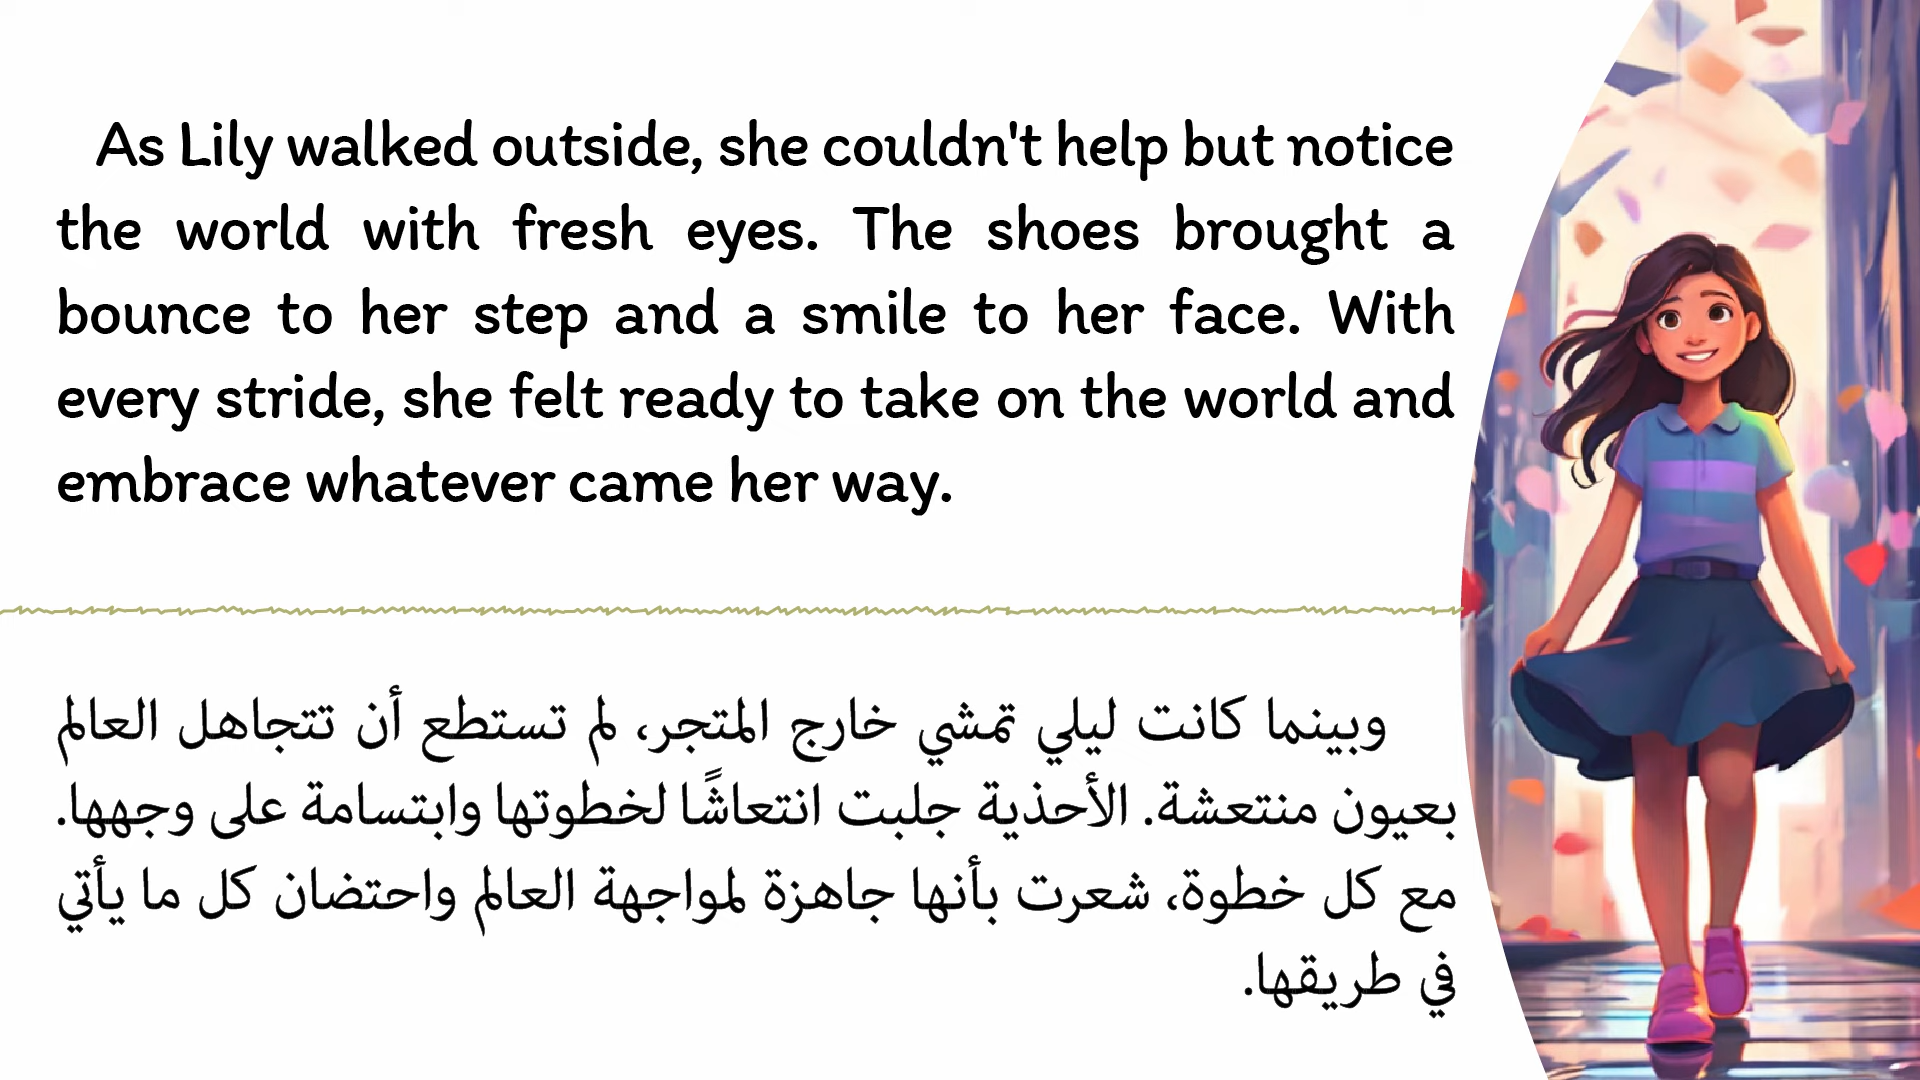 As Lily walked outside, she couldn't help but notice
the world with fresh eyes. The shoes brought a
bounce to her step and a smile to her face. With
every stride, she felt ready to take on the world and
embrace whatever came her way.
وبينما كانت ليلي تمشي خارج المتجر، لم تستطع أن تتجاهل العالم
بعيون منتعشة. الأحذية جلبت انتعاشًا لخطوتها وابتسامة على وجهها.
مع كل خطوة، شعرت بأنها جاهزة لمواجهة العالم واحتضان كل ما يأتي
في طريقها.